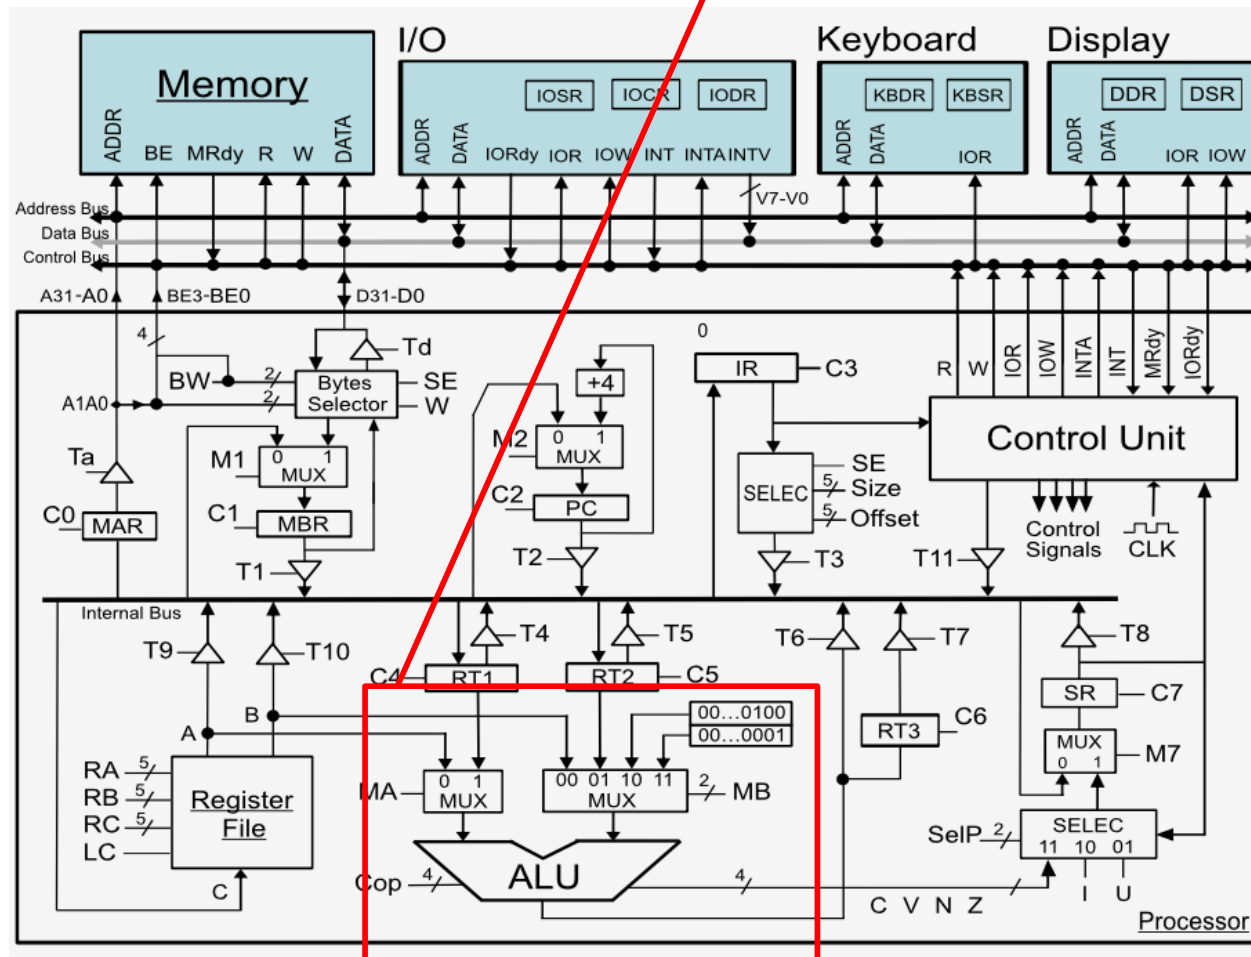 I/O
Keyboard
Display
Memory
IOSR
IOCR
IODR
KBDR
KBSR
DDR
DSR
ADDR
BE
MRdy
R
W
DATA
ADDR
DATA
IORdy
IOR
IOW
INT
INTA
INTV
ADDR
DATA
IOR
ADDR
DATA
IOR
IOW
V7-V0
Address Bus
Data Bus
Control Bus
A31-A0
BE3-BE0
D31-D0
4
Td
0
R
W
IOR
IOW
INTA
INT
MRdy
IORdy
BW
2
Bytes
Selector
SE
W
A1A0
2
+4
IR
C3
M2
0 1
MUX
Control Unit
Ta
M1
0 1
MUX
SELEC
SE
5
Size
5
Offset
C0
MAR
C1
MBR
C2
PC
Control
Signals
CLK
T1
T2
T3
T11
Internal Bus
T9
T10
T4
T5
T6
T7
T8
C4
RT1
RT2
C5
SR
C7
A
B
00...0100
00...0001
RT3
C6
MUX
0 1
M7
RA
5
RB
5
RC
5
LC
Register
File
MA
0 1
MUX
00 01 10 11
MUX
2
MB
SelP
2
SELEC
11 10 01
C
Cop
4
ALU
4
C V N Z
I
U
Processor